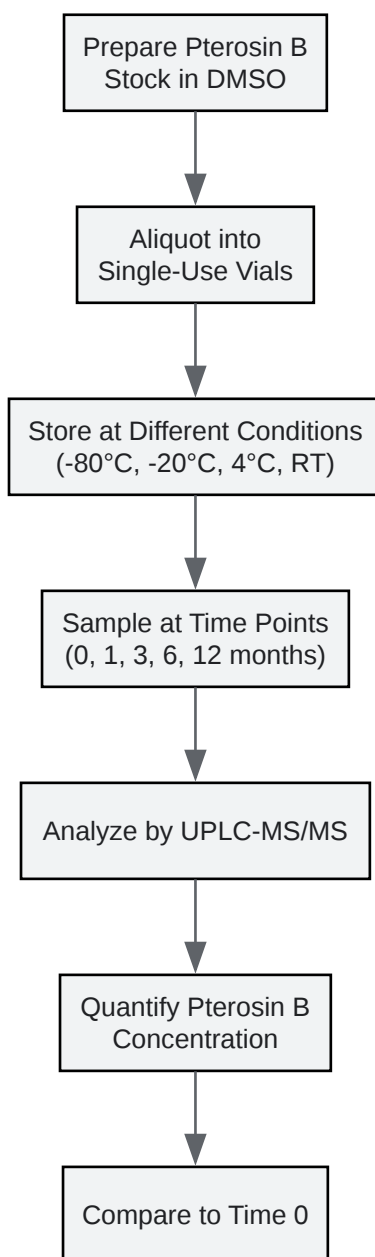 Prepare Pterosin B
Stock in DMSO
Aliquot into
Single-Use Vials
Store at Different Conditions
(-80°C, -20°C, 4°C, RT)
Sample at Time Points
(0, 1, 3, 6, 12 months)
Analyze by UPLC-MS/MS
Quantify Pterosin B
Concentration
Compare to Time 0